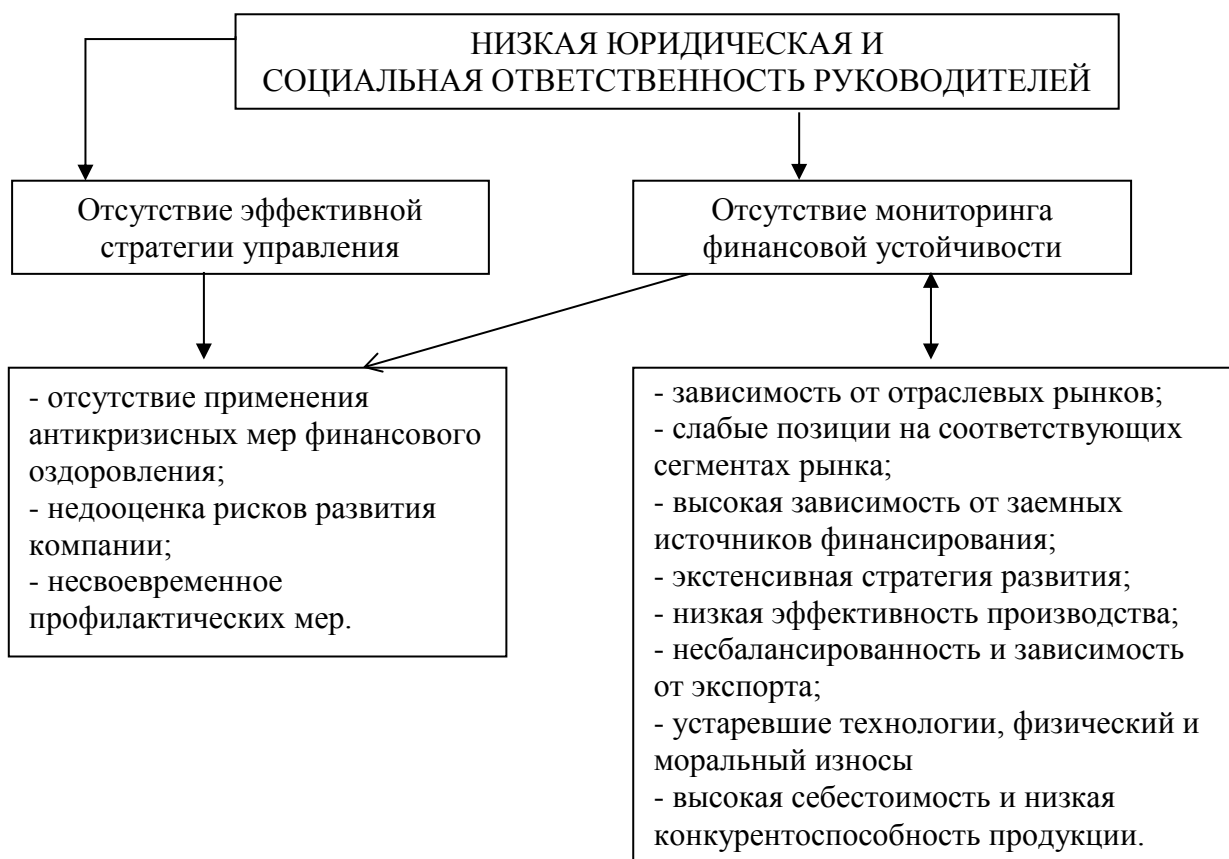 НИЗКАЯ ЮРИДИЧЕСКАЯ И
СОЦИАЛЬНАЯ ОТВЕТСТВЕННОСТЬ РУКОВОДИТЕЛЕЙ
Отсутствие эффективной
стратегии управления
Отсутствие мониторинга
финансовой устойчивости
- отсутствие применения
антикризисных мер финансового
оздоровления;
- недооценка рисков развития
компании;
- несвоевременное
профилактических мер.
- зависимость от отраслевых рынков;
- слабые позиции на соответствующих
сегментах рынка;
- высокая зависимость от заемных
источников финансирования;
- экстенсивная стратегия развития;
- низкая эффективность производства;
- несбалансированность и зависимость
от экспорта;
- устаревшие технологии, физический и
моральный износы
- высокая себестоимость и низкая
конкурентоспособность продукции.